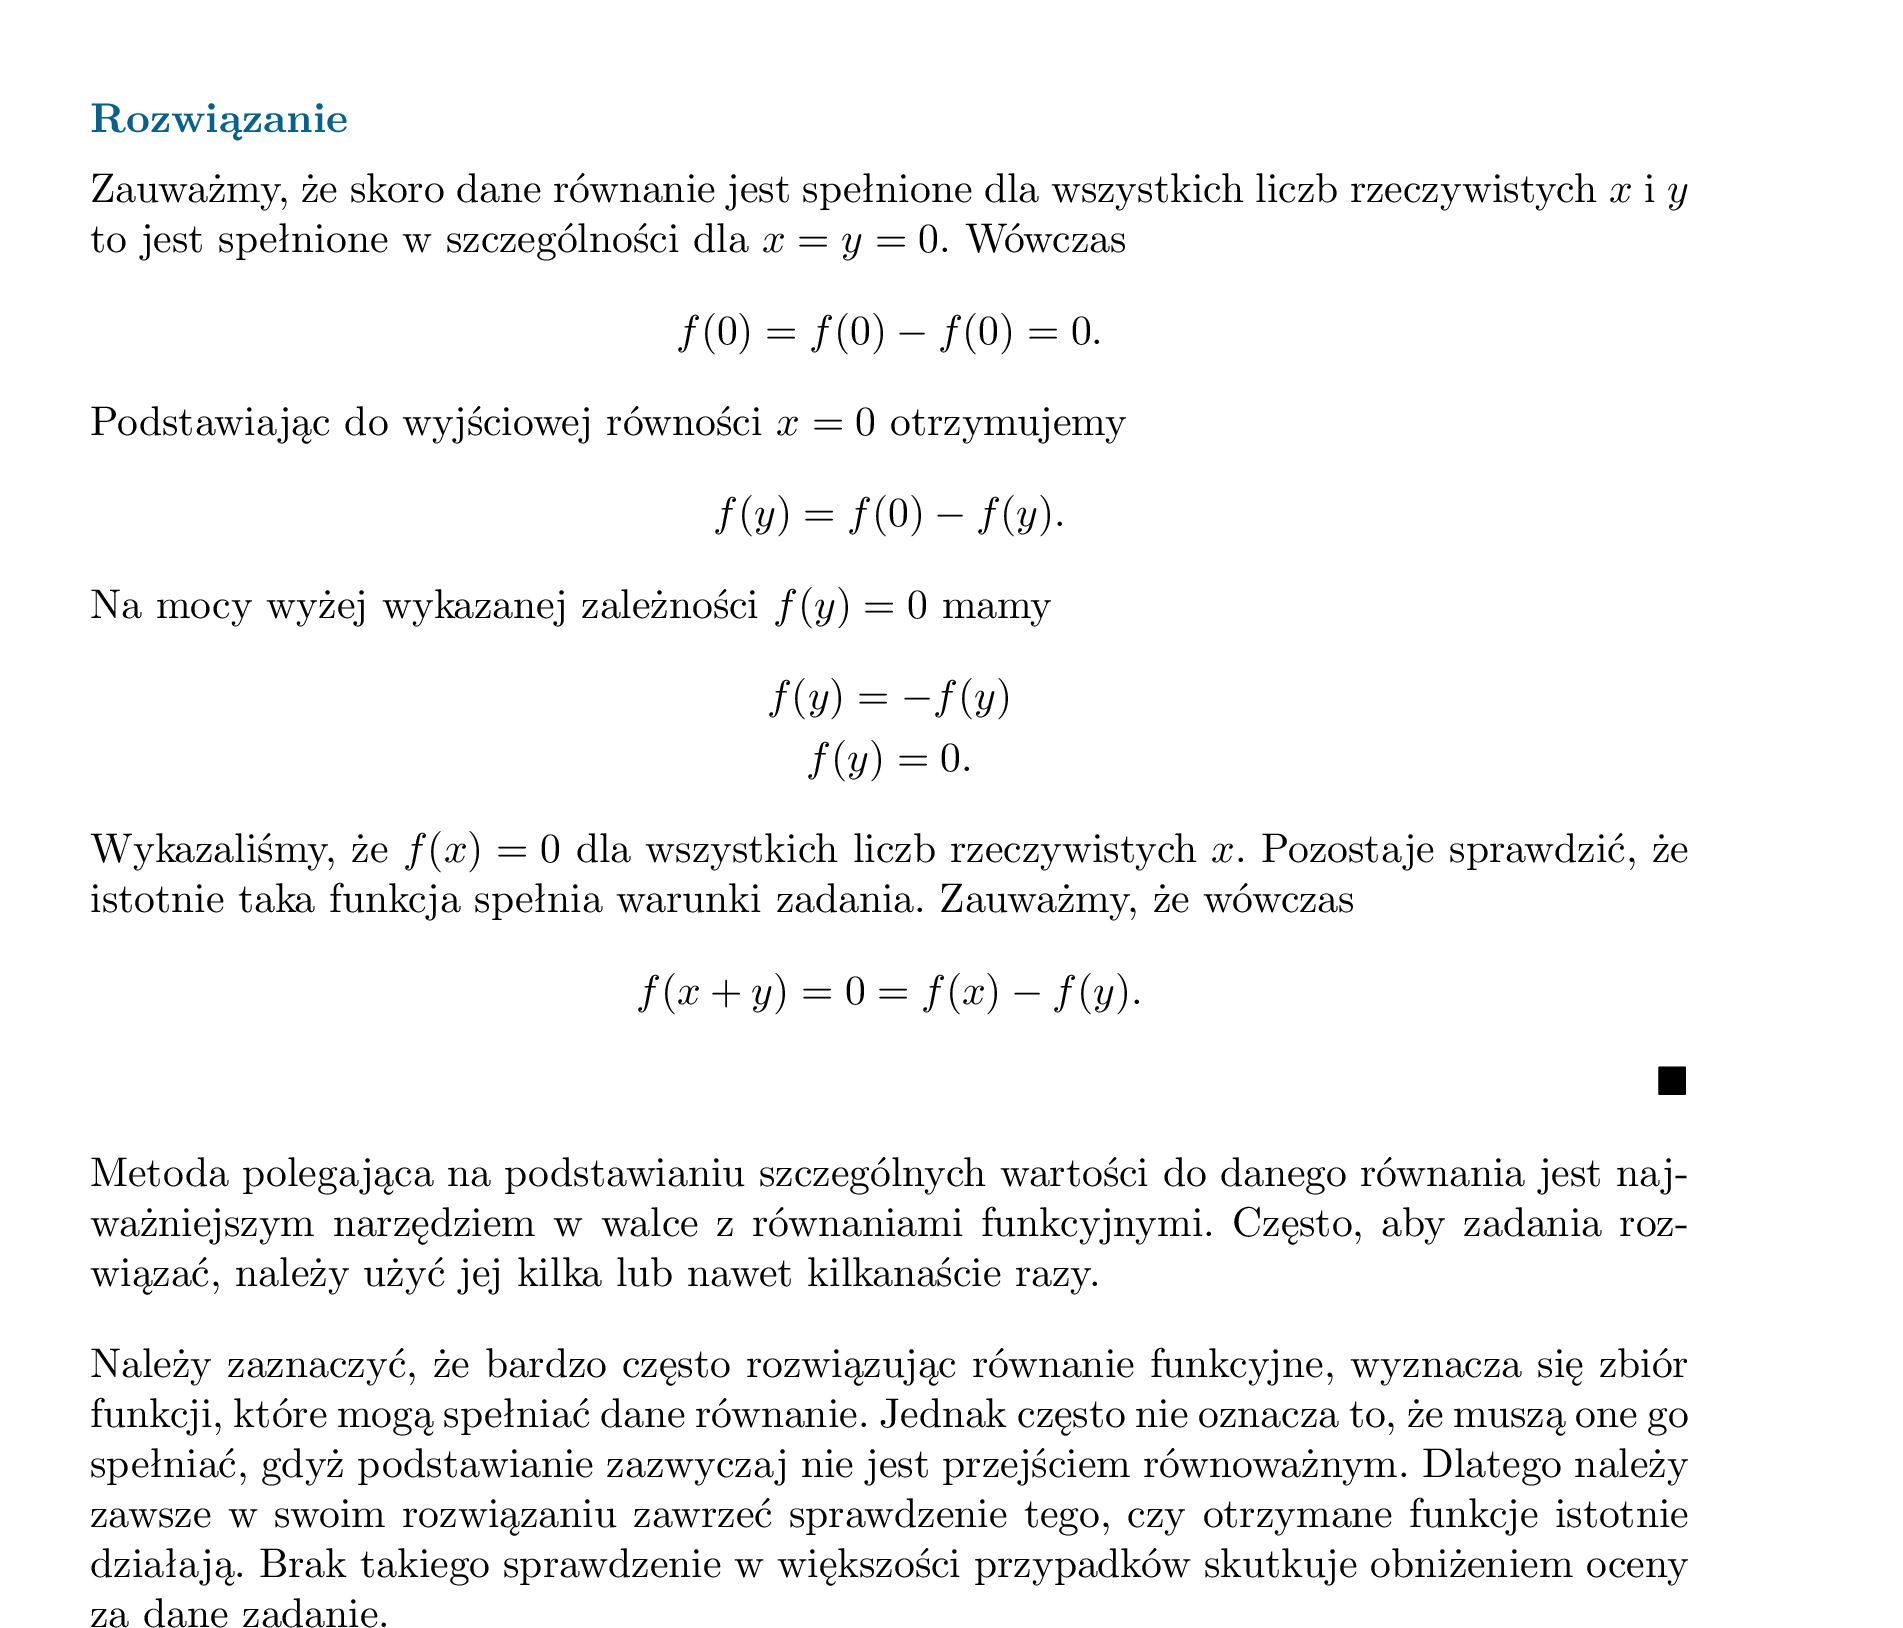 Rozwiązanie
Zauważmy, że skoro dane równanie jest spełnione dla wszystkich liczb rzeczywistych x i y
to jest spełnione w szczególności dla x = y = 0. Wówczas
f(0) = f(0) − f(0) = 0.
Podstawiając do wyjściowej równości x = 0 otrzymujemy
f(y) = f(0) − f(y).
Na mocy wyżej wykazanej zależności f(y) = 0 mamy
f(y) = −f(y)
f(y) = 0.
Wykazaliśmy, że f(x) = 0 dla wszystkich liczb rzeczywistych x. Pozostaje sprawdzić, że
istotnie taka funkcja spełnia warunki zadania. Zauważmy, że wówczas
f(x + y) = 0 = f(x) − f(y).
■
Metoda polegająca na podstawianiu szczególnych wartości do danego równania jest naj-
ważniejszym narzędziem w walce z równaniami funkcyjnymi. Często, aby zadania roz-
wiązać, należy użyć jej kilka lub nawet kilkanaście razy.
Należy zaznaczyć, że bardzo często rozwiązując równanie funkcyjne, wyznacza się zbiór
funkcji, które mogą spełniać dane równanie. Jednak często nie oznacza to, że muszą one go
spełniać, gdyż podstawianie zazwyczaj nie jest przejściem równoważnym. Dlatego należy
zawsze w swoim rozwiązaniu zawrzeć sprawdzenie tego, czy otrzymane funkcje istotnie
działają. Brak takiego sprawdzenie w większości przypadków skutkuje obniżeniem oceny
za dane zadanie.